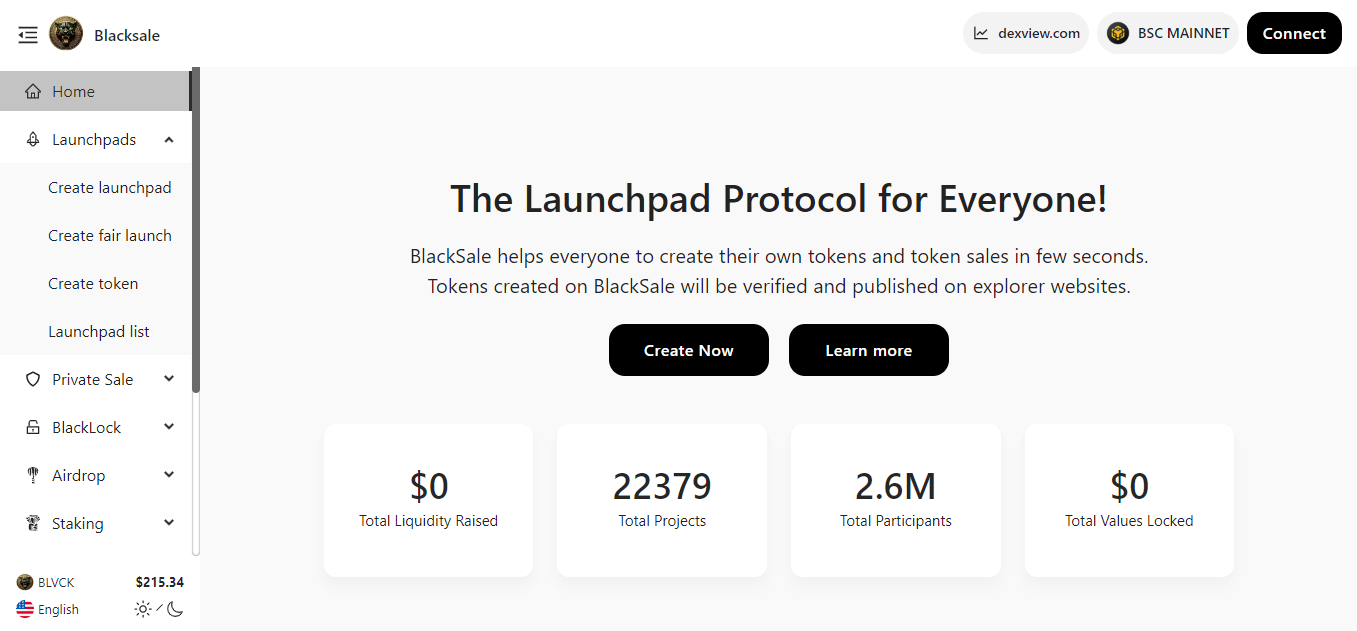 Blacksale
dexview.com
BSC MAINNET
Connect
Home
Launchpads
Create launchpad
Create fair launch
Create token
Launchpad list
Private Sale
BlackLock
Airdrop
Staking
BLVCK
$215.34
English
The Launchpad Protocol for Everyone!
BlackSale helps everyone to create their own tokens and token sales in few seconds.
Tokens created on BlackSale will be verified and published on explorer websites.
Create Now
Learn more
$0
Total Liquidity Raised
22379
Total Projects
2.6M
Total Participants
$0
Total Values Locked